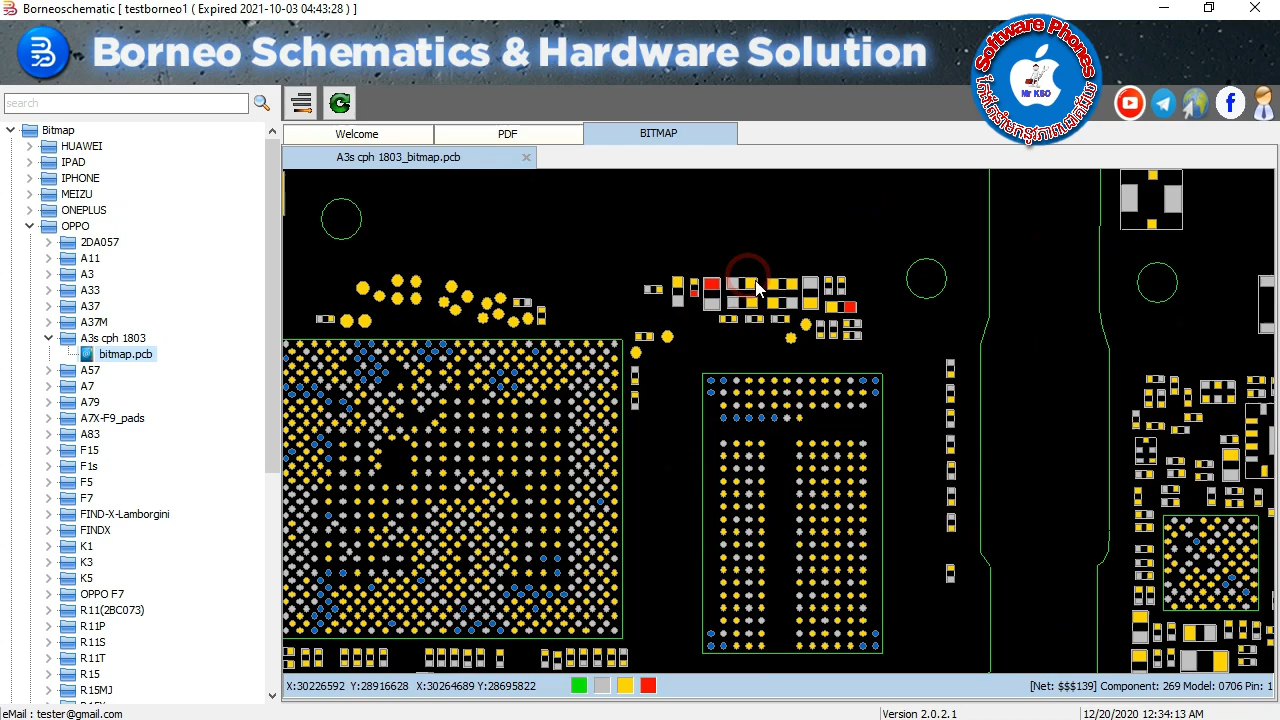 Borneoschematic [ testborneo1 ( Expired 2021-10-03 04:43:28 ) ]
Borneo Schematics & Hardware Solution
Software Phones
Mr KSO
search
Welcome
PDF
BITMAP
A3s cph 1803_bitmap.pcb
Bitmap
HUAWEI
IPAD
IPHONE
MEIZU
ONEPLUS
OPPO
2DA057
A11
A3
A33
A37
A37M
A3s cph 1803
bitmap.pcb
A57
A7
A79
A7X-F9_pads
A83
F15
F1s
F5
F7
FIND-X-Lamborgini
FINDX
K1
K3
K5
OPPO F7
R11(2BC073)
R11P
R11S
R11T
R15
R15MJ
X:30226592 Y:28916628 X:30264689 Y:28695822
[Net: $$$139] Component: 269 Model: 0706 Pin: 1
eMail : tester@gmail.com
Version 2.0.2.1
12/20/2020 12:34:13 AM